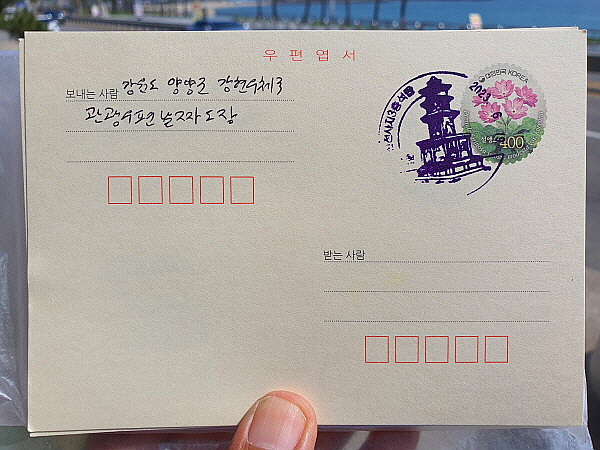 우편엽서
보내는 사람 강원도 양양군 강현우체국
관광우편날짜도장
2023. 6
대한민국 KOREA
400
받는 사람